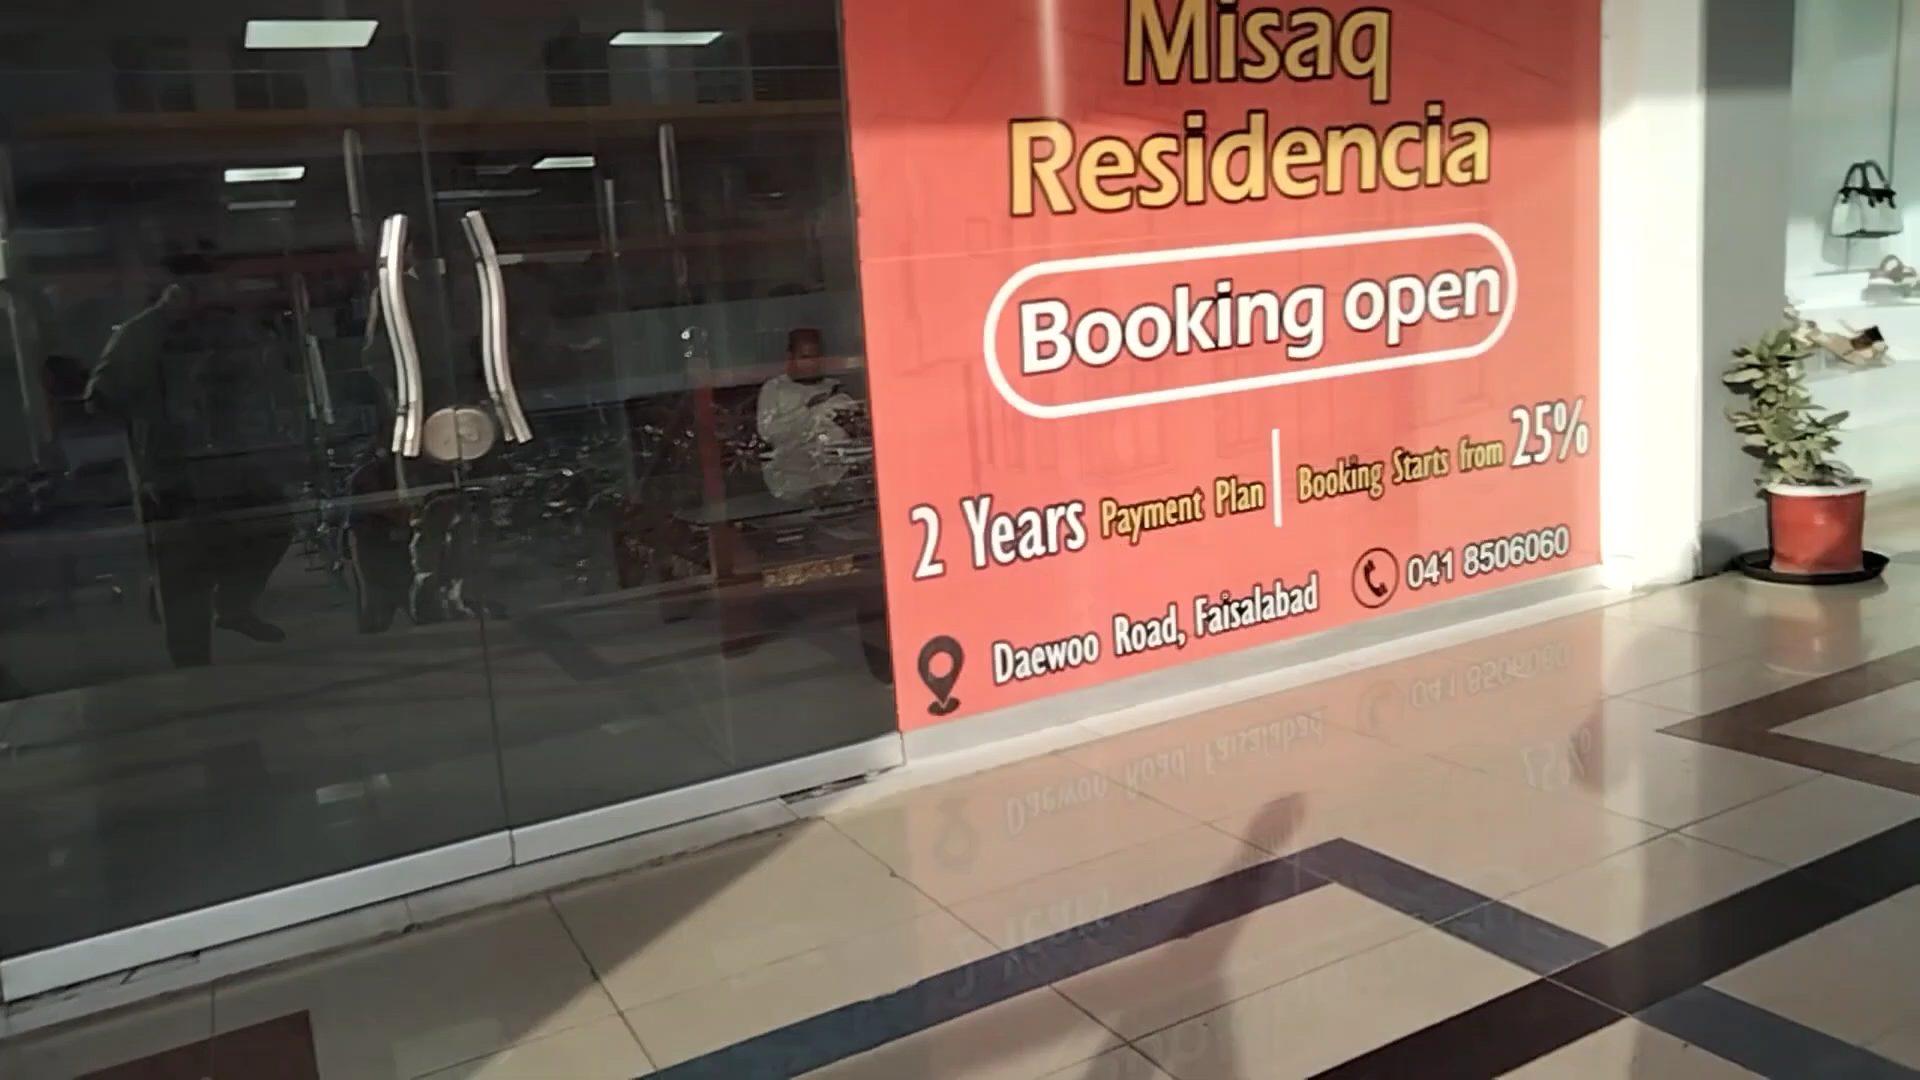 Misaq
Residencia
Booking open
2 Years Payment Plan | Booking Starts from 25%
Daewoo Road, Faisalabad 041 8506060